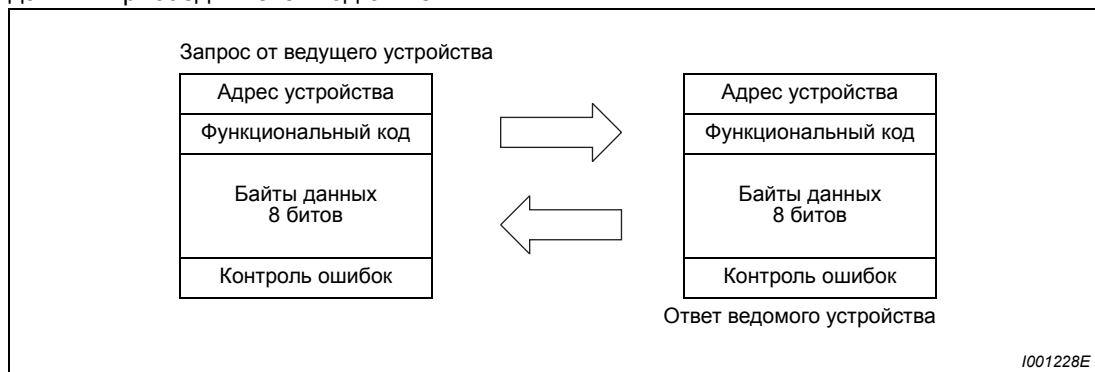 Запрос от ведущего устройства
Адрес устройства
Функциональный код
Байты данных
8 битов
Контроль ошибок
Адрес устройства
Функциональный код
Байты данных
8 битов
Контроль ошибок
Ответ ведомого устройства
I001228E